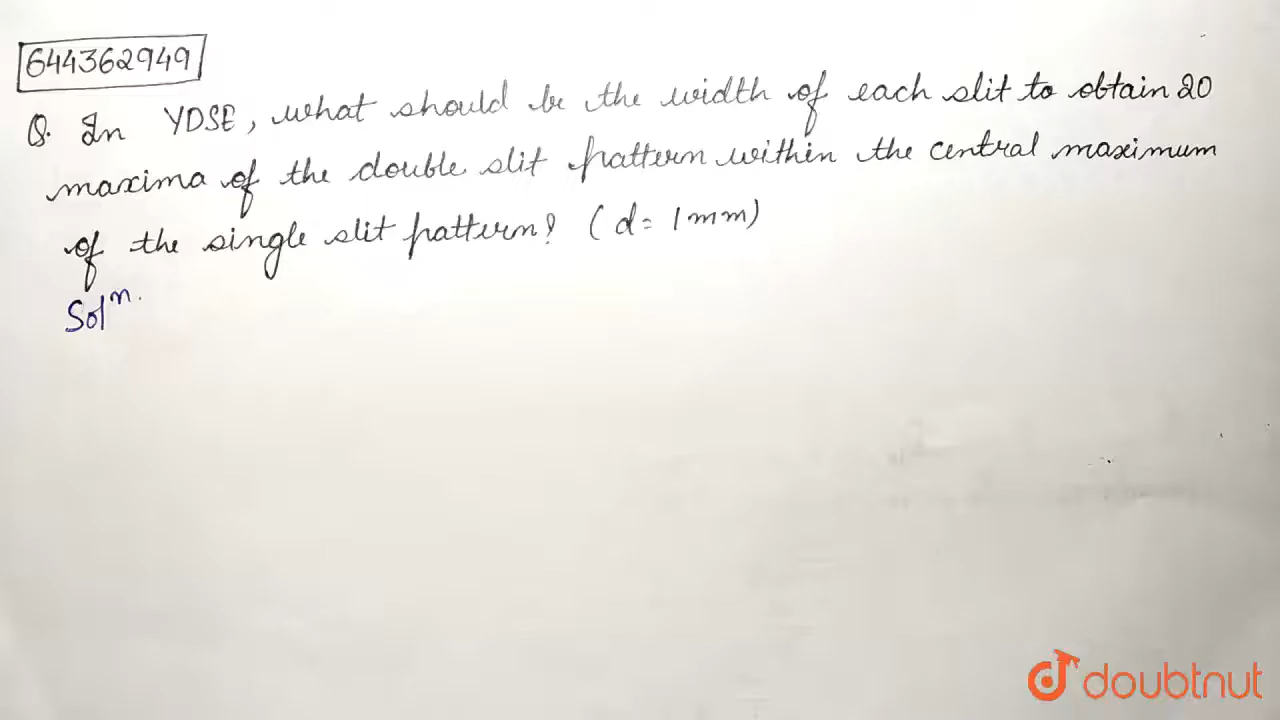 644362949
Q. In YDSE, what should be the width of each slit to obtain 20
maxima of the double slit pattern within the central maximum
of the single slit pattern? (d= 1mm)
Solⁿ.
doubtnut